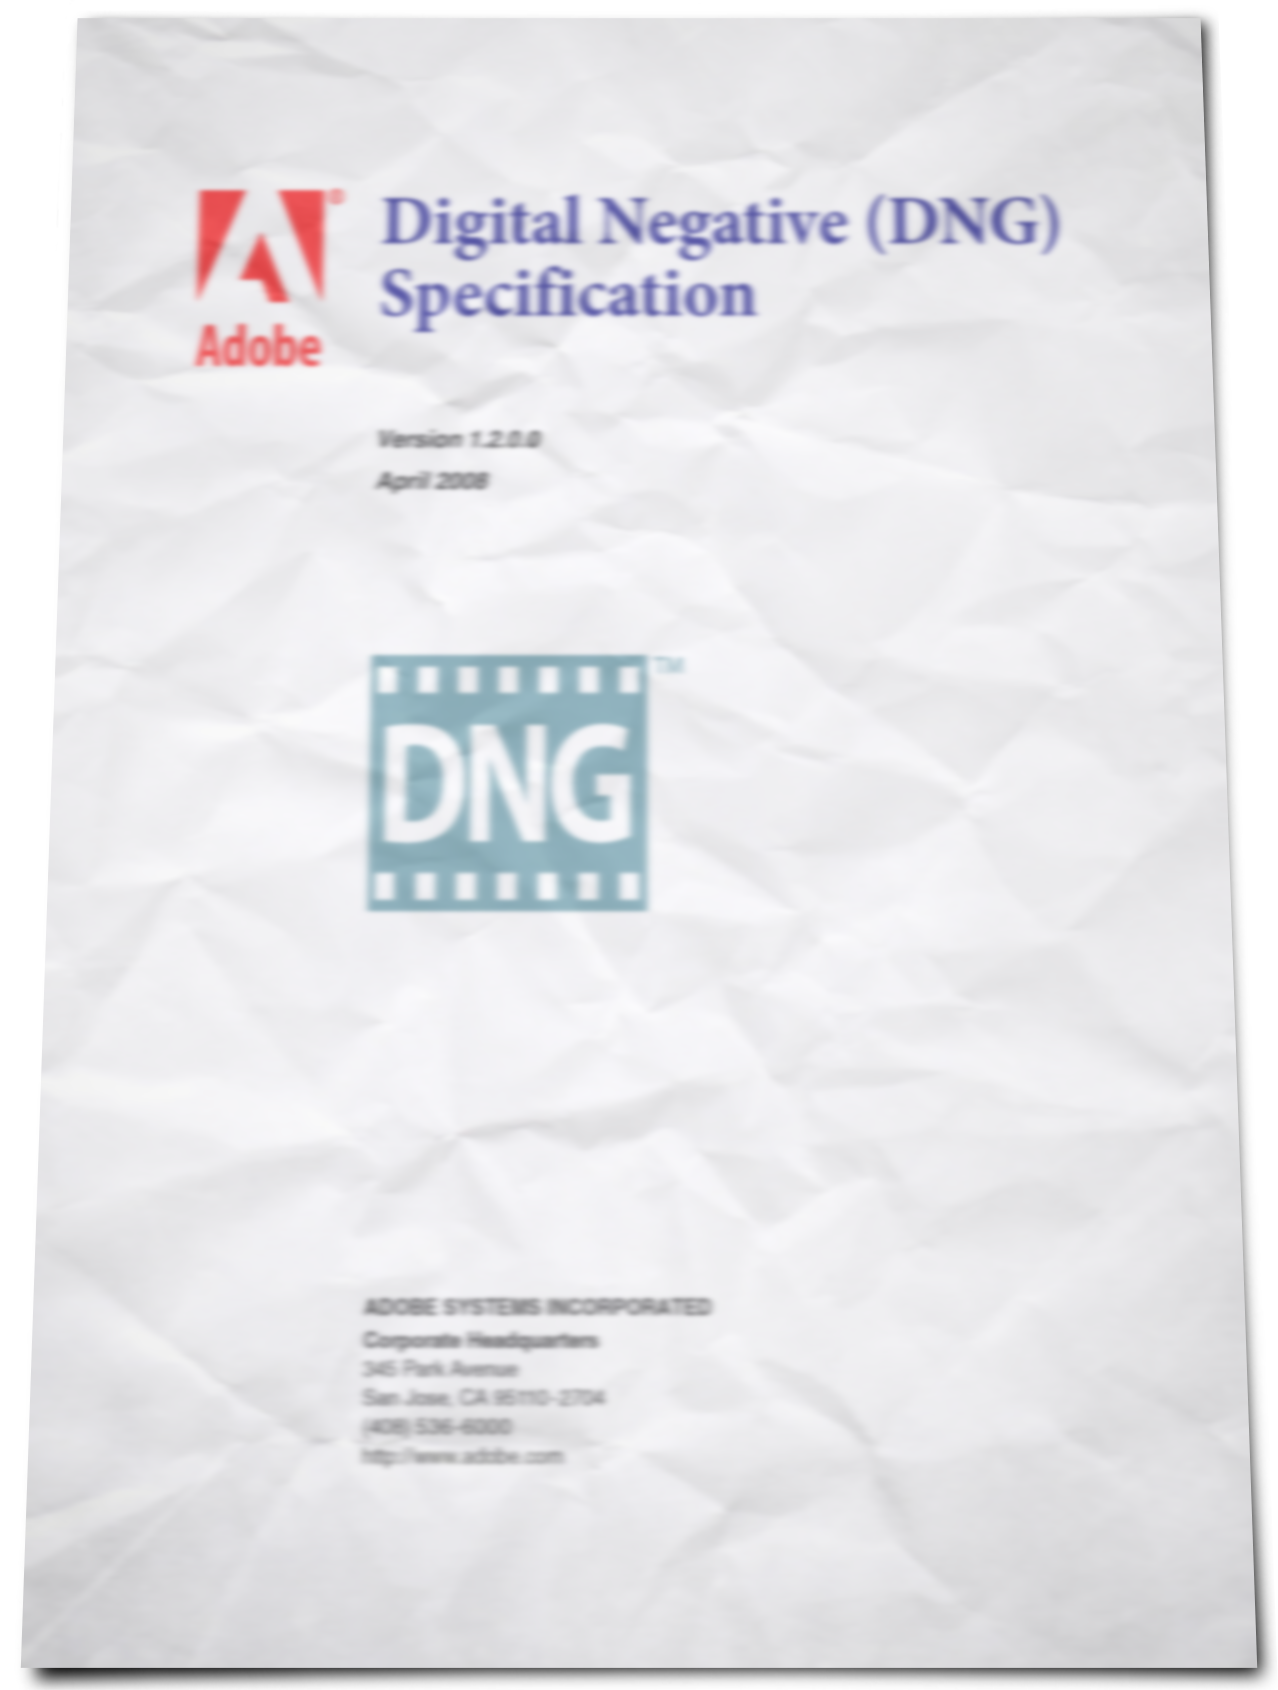 Adobe®
Digital Negative (DNG)
Specification
Version 1.2.0.0
April 2008
DNG™
ADOBE SYSTEMS INCORPORATED
Corporate Headquarters
345 Park Avenue
San Jose, CA 95110-2704
(408) 536-6000
http://www.adobe.com